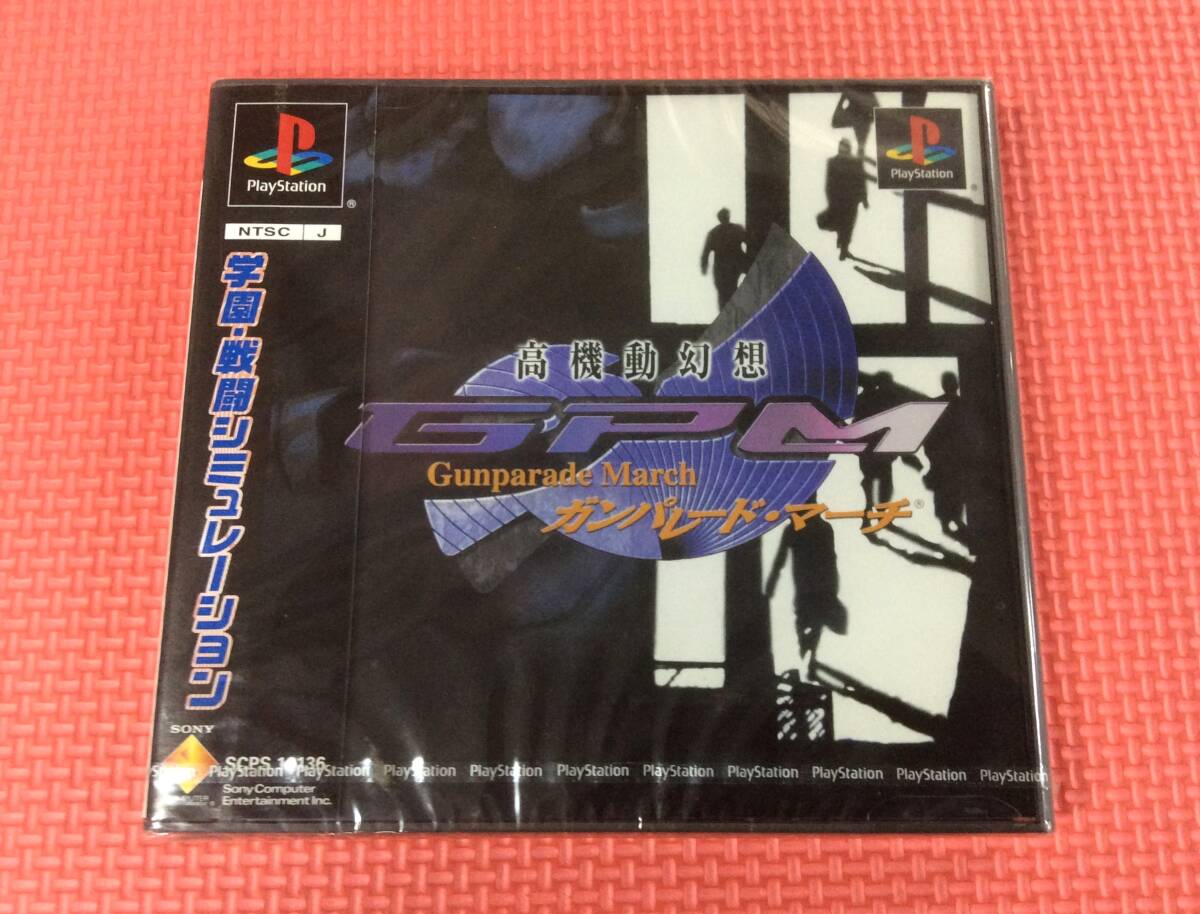 PlayStation
®
NTSC J
学園・戦闘シミュレーション
SONY
SCPS 10136
Sony Computer
Entertainment Inc.
PlayStation
®
高機動幻想
GPM
Gunparade March
ガンパレード・マーチ®
PlayStation PlayStation PlayStation PlayStation PlayStation PlayStation PlayStation PlayStation PlayStation PlayStation